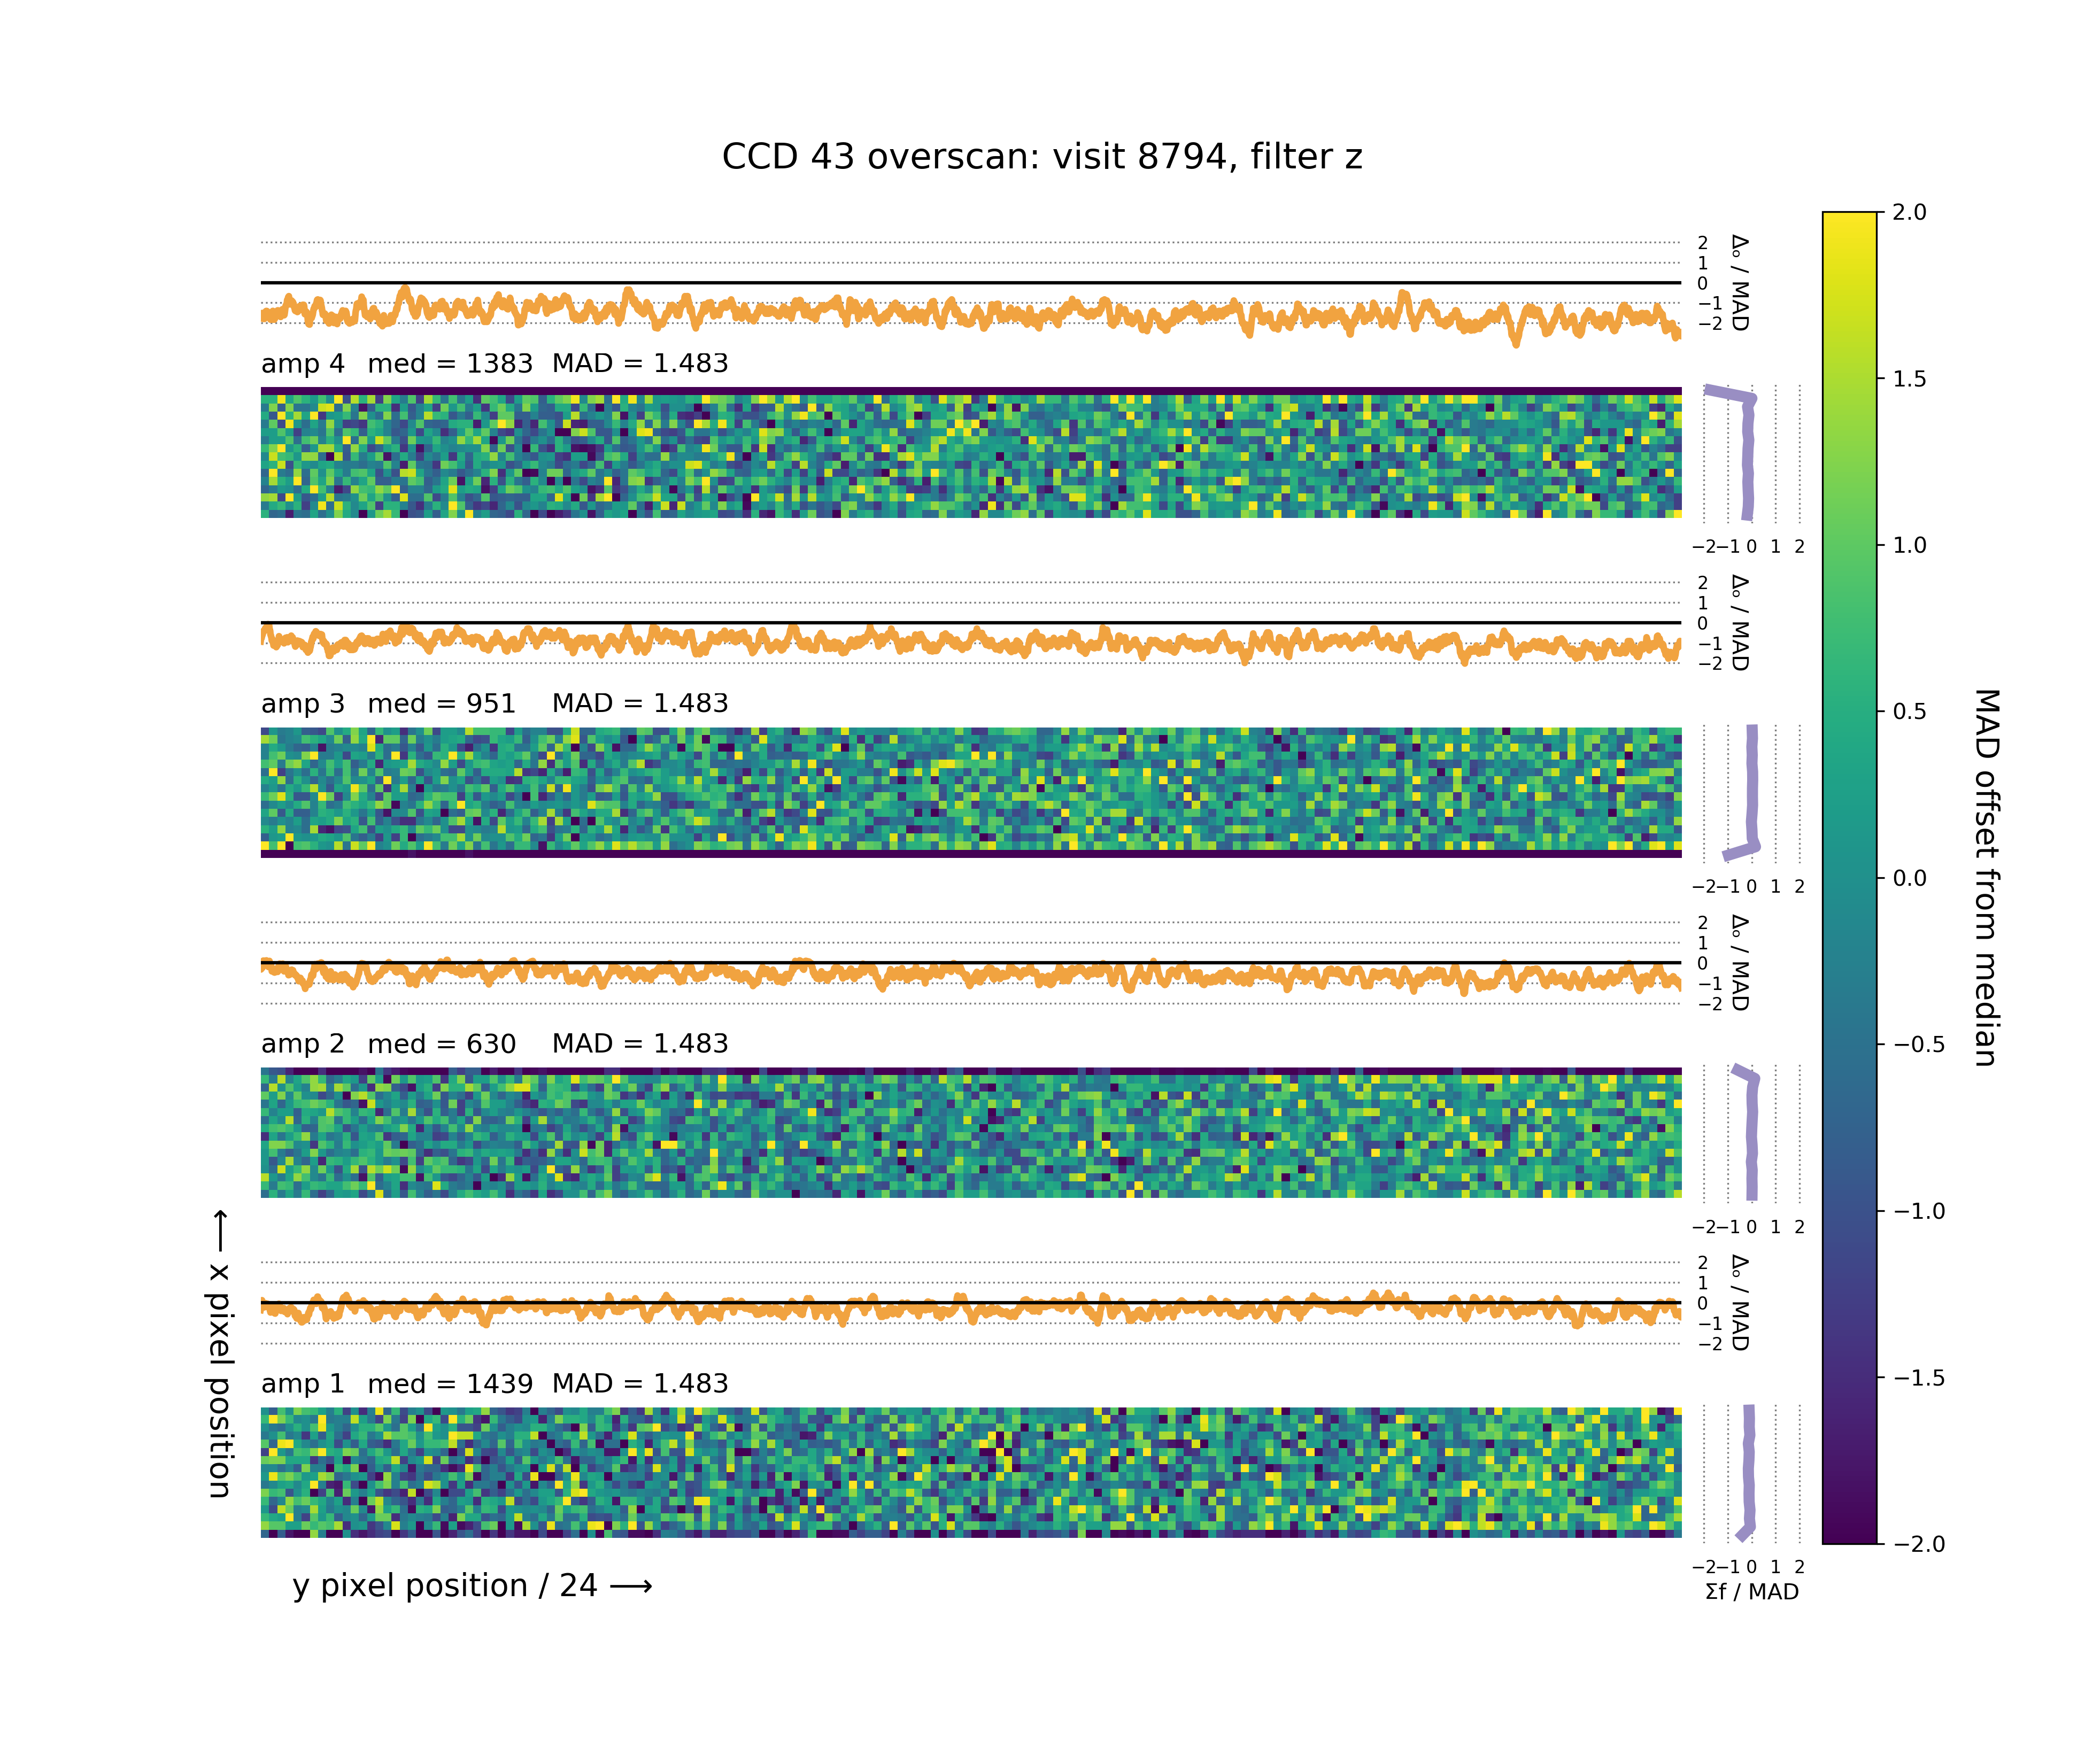 CCD 43 overscan: visit 8794, filter z
2
1
0
−1
−2
Δₒ / MAD
amp 4 med = 1383 MAD = 1.483
−2 −1 0 1 2
2
1
0
−1
−2
Δₒ / MAD
amp 3 med = 951 MAD = 1.483
−2 −1 0 1 2
2
1
0
−1
−2
Δₒ / MAD
amp 2 med = 630 MAD = 1.483
−2 −1 0 1 2
2
1
0
−1
−2
Δₒ / MAD
amp 1 med = 1439 MAD = 1.483
−2 −1 0 1 2
Σf / MAD
y pixel position / 24 ⟶
⟵ x pixel position
2.0
1.5
1.0
0.5
0.0
−0.5
−1.0
−1.5
−2.0
MAD offset from median